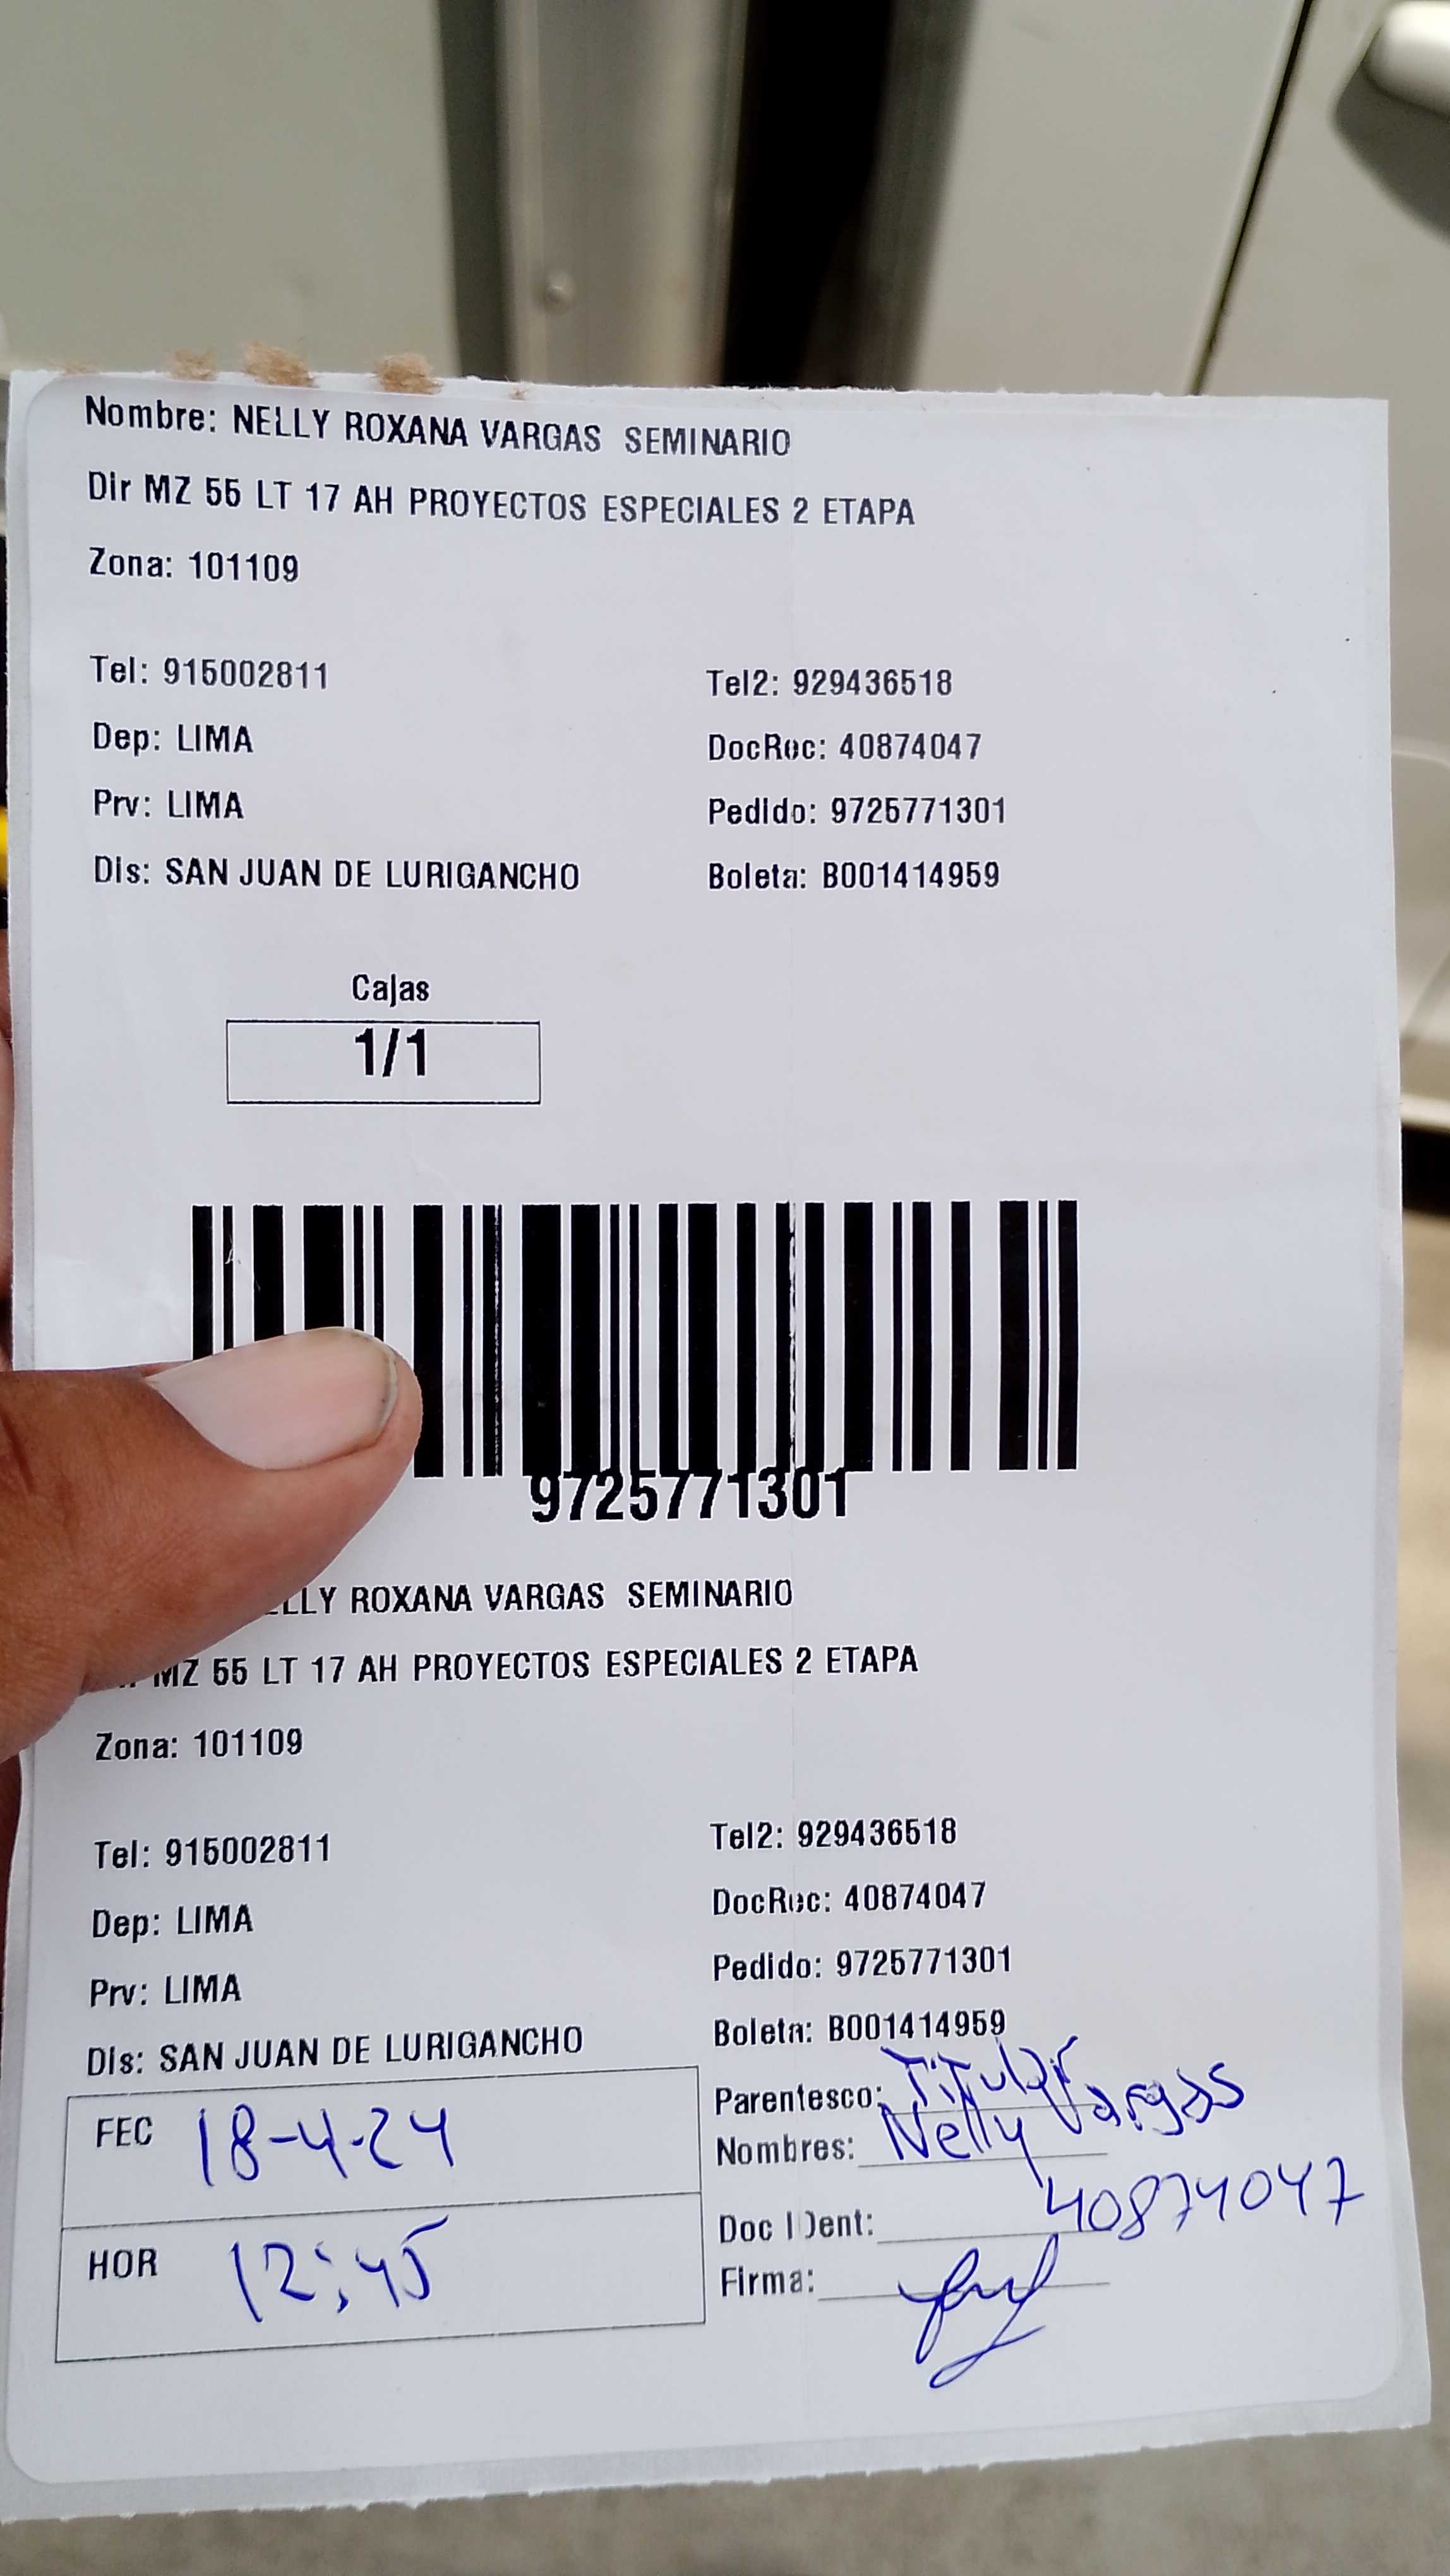 Nombre: NELLY ROXANA VARGAS SEMINARIO
Dir MZ 55 LT 17 AH PROYECTOS ESPECIALES 2 ETAPA
Zona: 101109
Tel: 915002811 Tel2: 929436518
Dep: LIMA DocRec: 40874047
Prv: LIMA Pedido: 9725771301
Dis: SAN JUAN DE LURIGANCHO Boleta: B001414959
Cajas
1/1
9725771301
ELLY ROXANA VARGAS SEMINARIO
MZ 55 LT 17 AH PROYECTOS ESPECIALES 2 ETAPA
Zona: 101109
Tel: 915002811 Tel2: 929436518
Dep: LIMA DocRec: 40874047
Prv: LIMA Pedido: 9725771301
Dis: SAN JUAN DE LURIGANCHO Boleta: B001414959
FEC 18-4-24 Parentesco: Titular
Nombres: Nelly Vargas
HOR 12:45 Doc IDent: 40874047
Firma: